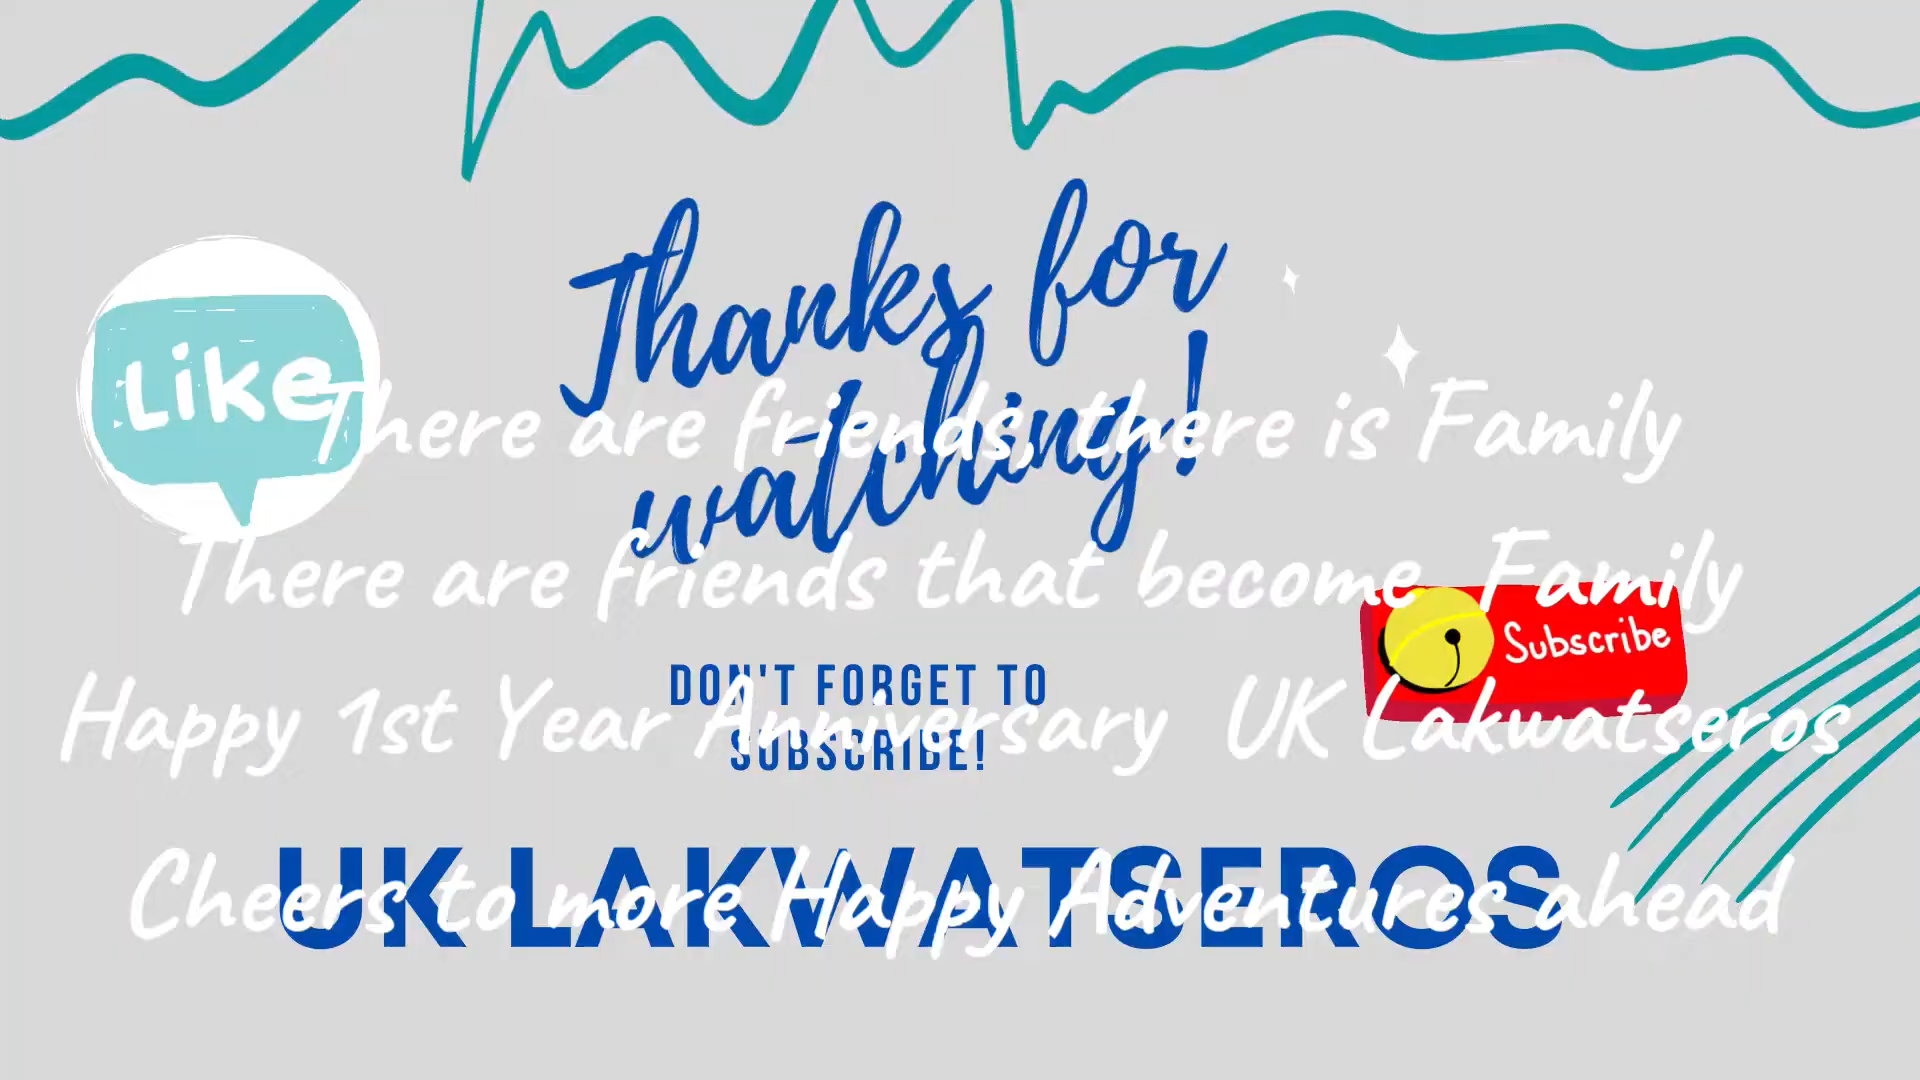 Thanks for
watching!
Like
There are friends, there is Family
There are friends that become Family
Subscribe
DON'T FORGET TO
SUBSCRIBE!
Happy 1st Year Anniversary UK Lakwatseros
UK LAKWATSEROS
Cheers to more Happy Adventures ahead